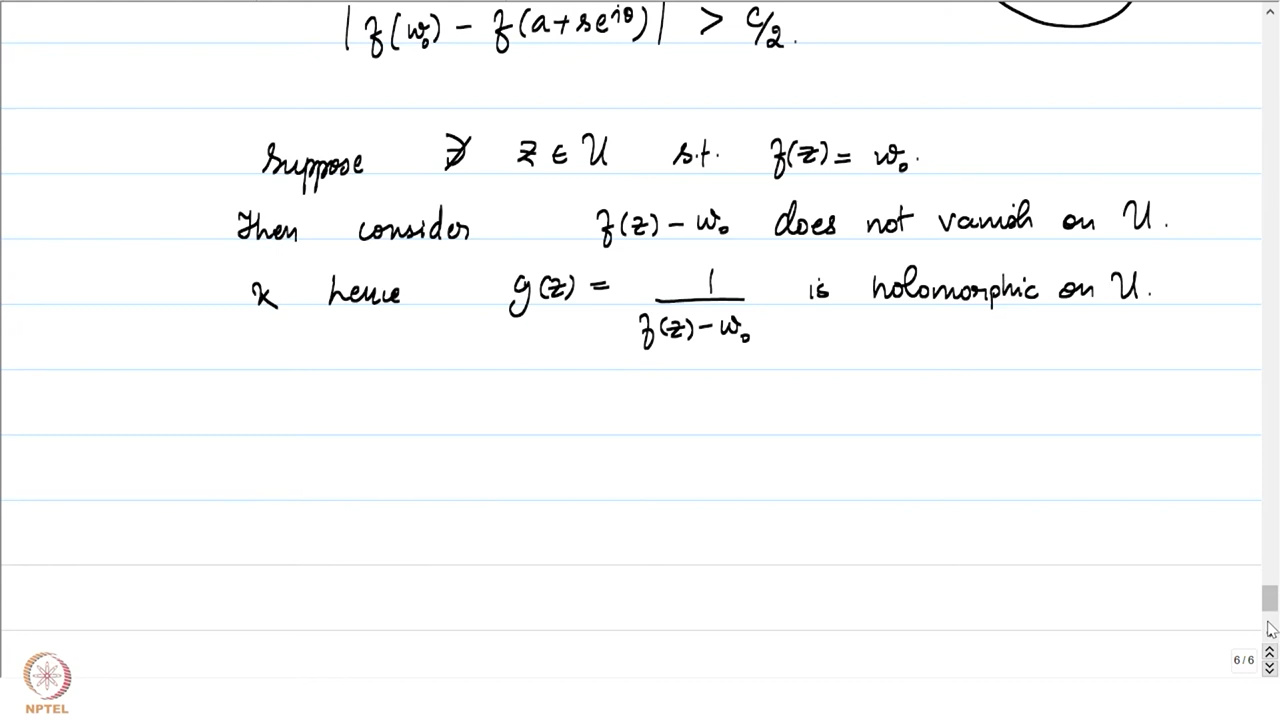 |f(w₀) - f(a+se^{iθ})| > c/2.
Suppose ∄ z ∈ U s.t. f(z) = w₀.
Then consider f(z) - w₀ does not vanish on U.
& hence g(z) = 1/(f(z) - w₀) is holomorphic on U.
6 / 6
NPTEL